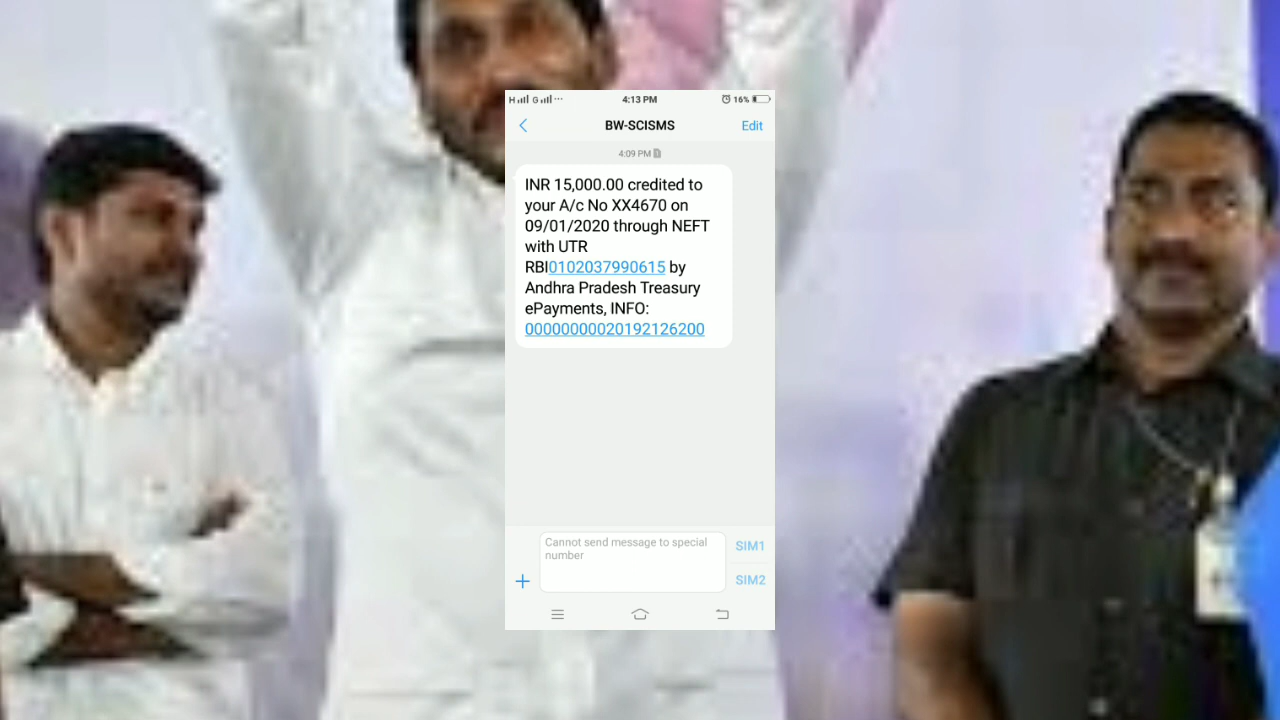 H G ··· 4:13 PM 16%
BW-SCISMS Edit
4:09 PM 1
INR 15,000.00 credited to
your A/c No XX4670 on
09/01/2020 through NEFT
with UTR
RBI0102037990615 by
Andhra Pradesh Treasury
ePayments, INFO:
00000000020192126200
Cannot send message to special
number
SIM1
SIM2